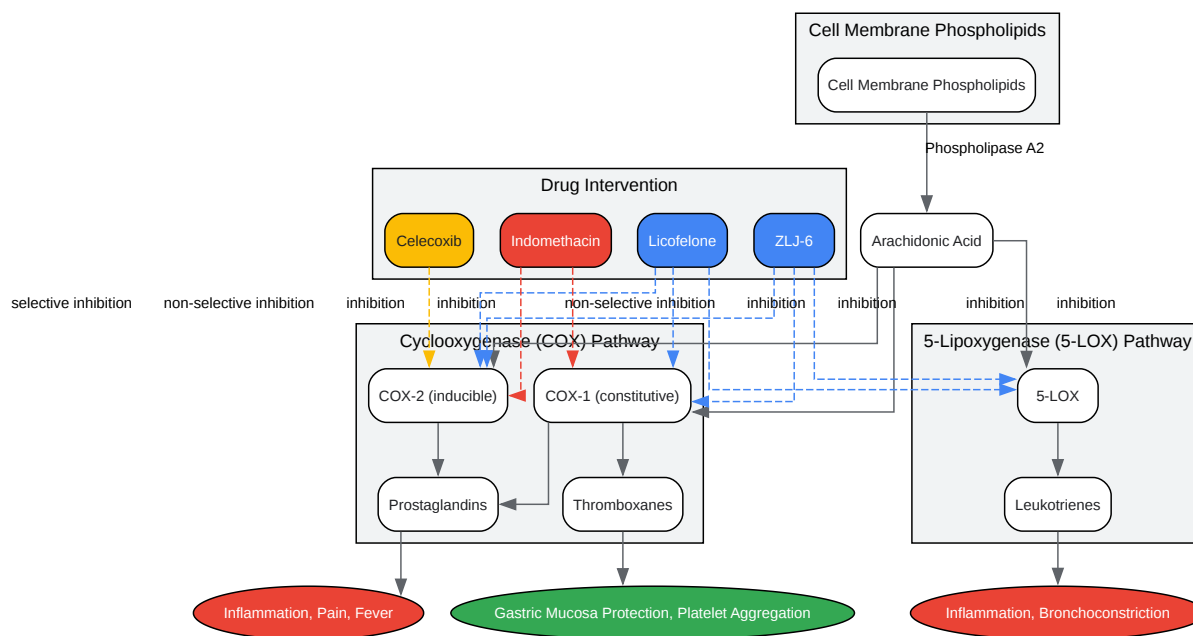 Cell Membrane Phospholipids
Cell Membrane Phospholipids
Phospholipase A2
Drug Intervention
Celecoxib
Indomethacin
Licofelone
ZLJ-6
Arachidonic Acid
selective inhibition
non-selective inhibition
inhibition
inhibition
non-selective inhibition
inhibition
inhibition
inhibition
inhibition
Cyclooxygenase (COX) Pathway
5-Lipoxygenase (5-LOX) Pathway
COX-2 (inducible)
COX-1 (constitutive)
5-LOX
Prostaglandins
Thromboxanes
Leukotrienes
Inflammation, Pain, Fever
Gastric Mucosa Protection, Platelet Aggregation
Inflammation, Bronchoconstriction